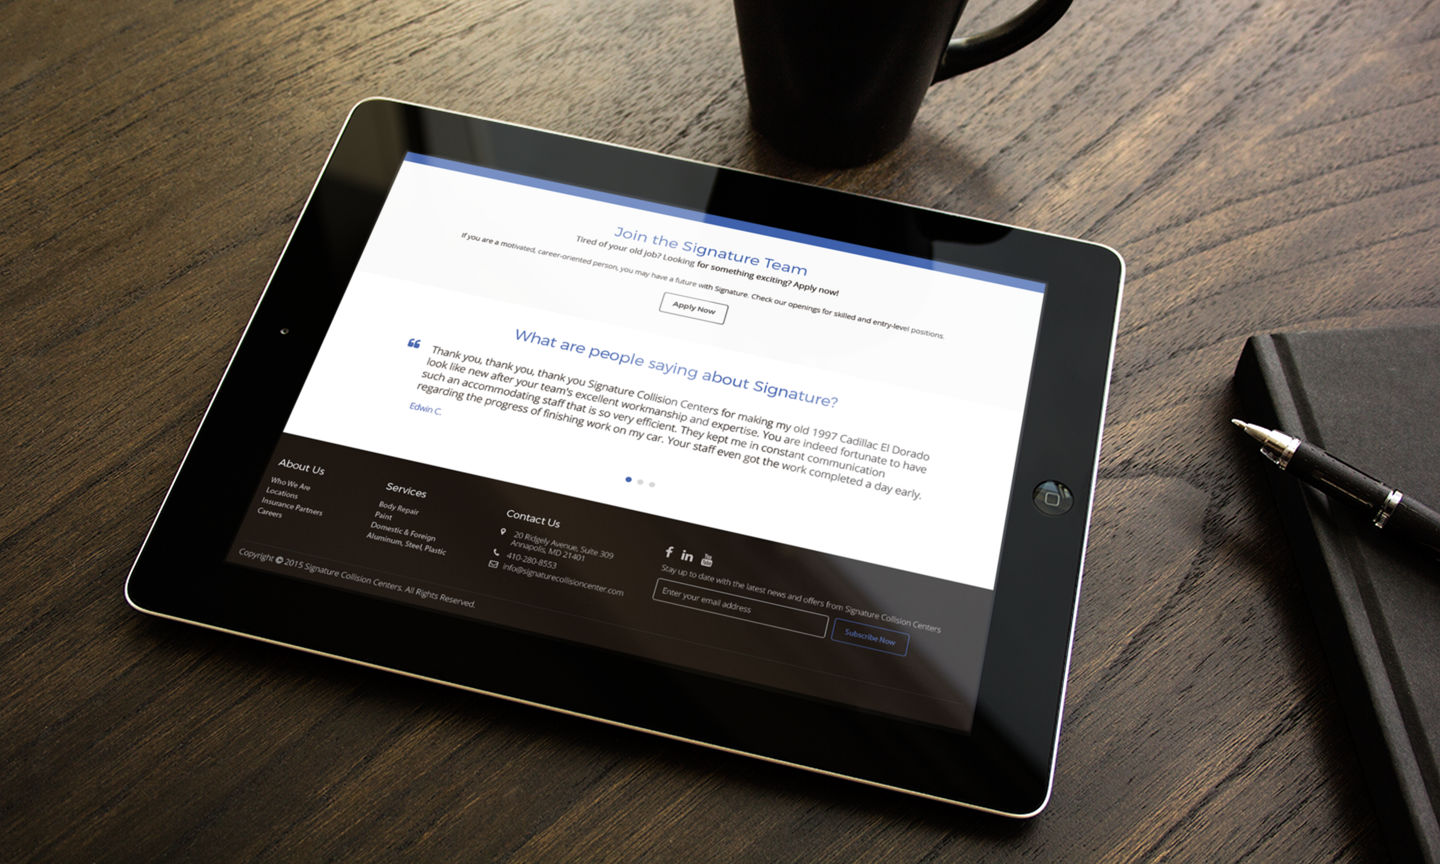 Join the Signature Team
Tired of your old job? Looking for something exciting? Apply now!
If you are a motivated, career-oriented person, you may have a future with Signature. Check our openings for skilled and entry-level positions.
Apply Now
What are people saying about Signature?
Thank you, thank you, thank you Signature Collision Centers for making my old 1997 Cadillac El Dorado
look like new after your team's excellent workmanship and expertise. You are indeed fortunate to have
such an accommodating staff that is so very efficient. They kept me in constant communication
regarding the progress of finishing work on my car. Your staff even got the work completed a day early.
Edwin C.
About Us
Who We Are
Locations
Insurance Partners
Careers
Services
Body Repair
Paint
Domestic & Foreign
Aluminum, Steel, Plastic
Contact Us
20 Ridgely Avenue, Suite 309
Annapolis, MD 21401
410-280-8553
info@signaturecollisioncenter.com
f in You Tube
Stay up to date with the latest news and offers from Signature Collision Centers
Enter your email address
Subscribe Now
Copyright © 2015 Signature Collision Centers. All Rights Reserved.